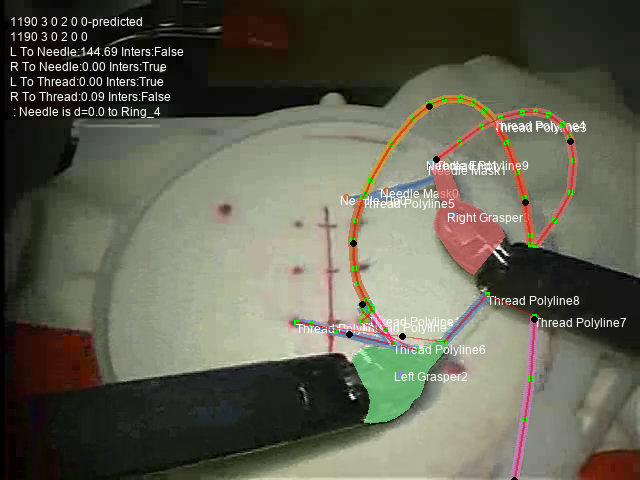 1190 3 0 2 0 0-predicted
1190 3 0 2 0 0
L To Needle:144.69 Inters:False
R To Needle:0.00 Inters:True
L To Thread:0.00 Inters:True
R To Thread:0.09 Inters:False
: Needle is d=0.0 to Ring_4
Thread Polyline3
Polyline9
Needle Mask1
Needle Mask0
Thread Polyline5
Right Grasper
Thread Polyline8
Thread Polyline7
Thread Polyline6
Left Grasper2